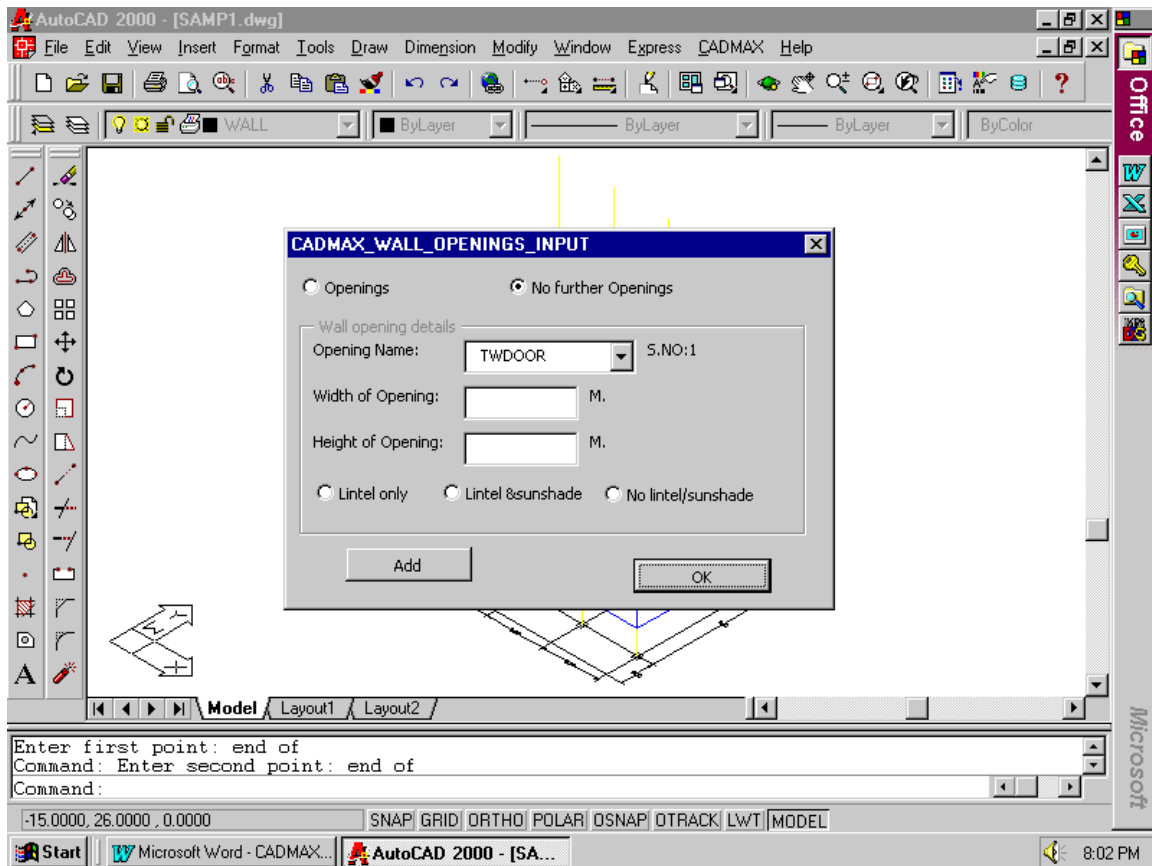 AutoCAD 2000 - [SAMP1.dwg]
File Edit View Insert Format Tools Draw Dimension Modify Window Express CADMAX Help
WALL ByLayer ByLayer ByLayer ByColor
Office
CADMAX_WALL_OPENINGS_INPUT
Openings No further Openings
Wall opening details
Opening Name: TWDOOR S.NO:1
Width of Opening: M.
Height of Opening: M.
Lintel only Lintel &sunshade No lintel/sunshade
Add OK
A
Model Layout1 Layout2
Enter first point: end of
Command: Enter second point: end of
Command:
Microsoft
-15.0000, 26.0000 , 0.0000 SNAP GRID ORTHO POLAR OSNAP OTRACK LWT MODEL
Start Microsoft Word - CADMAX... AutoCAD 2000 - [SA... 8:02 PM